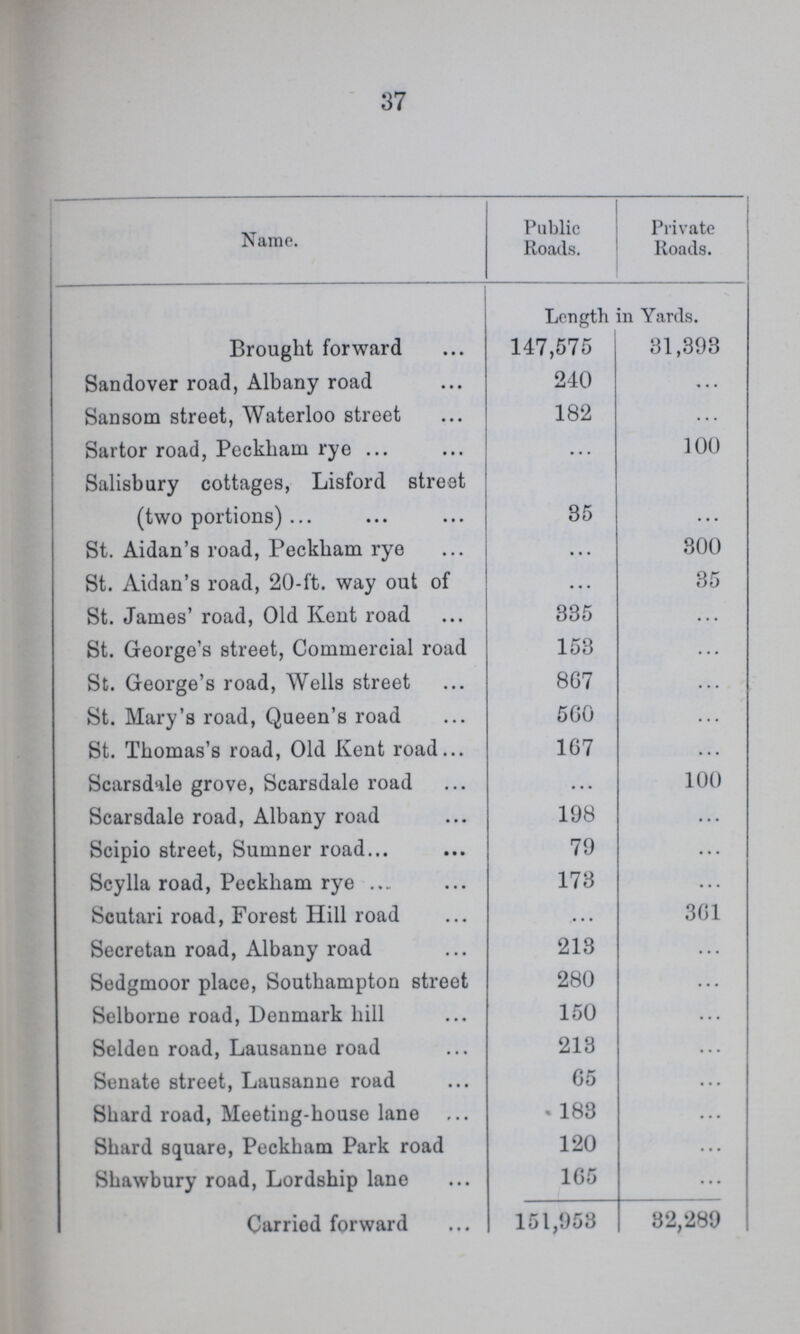 37
Name. Public Roads. Private Roads.
Length in Yards.
Brought forward ... 147,575 31,393
Sandover road, Albany road ... 240 ...
Sansom street, Waterloo street ... 182 ...
Sartor road, Peckham rye ... ... ... 100
Salisbury cottages, Lisford street
(two portions) ... ... ... 35 ...
St. Aidan's road, Peckham rye ... ... 300
St. Aidan's road, 20-ft. way out of ... 35
St. James' road, Old Kent road ... 335 ...
St. George's street, Commercial road 153 ...
St. George's road, Wells street ... 867 ...
St. Mary's road, Queen's road ... 560 ...
St. Thomas's road, Old Kent road... 167 ...
Scarsdale grove, Scarsdale road ... ... 100
Scarsdale road, Albany road ... 198 ...
Scipio street, Sumner road... ... 79 ...
Scylla road, Peckham rye ... ... 173 ...
Scutari road, Forest Hill road ... ... 361
Secretan road, Albany road ... 213 ...
Sedgmoor place, Southampton street 280 ...
Selborne road, Denmark hill ... 150 ...
Selden road, Lausanne road ... 213 ...
Senate street, Lausanne road ... 65 ...
Shard road, Meeting-house lane ... 183 ...
Shard square, Peckham Park road 120 ...
Shawbury road, Lordship lane ... 165 ...
Carried forward ... 151,953 32,289